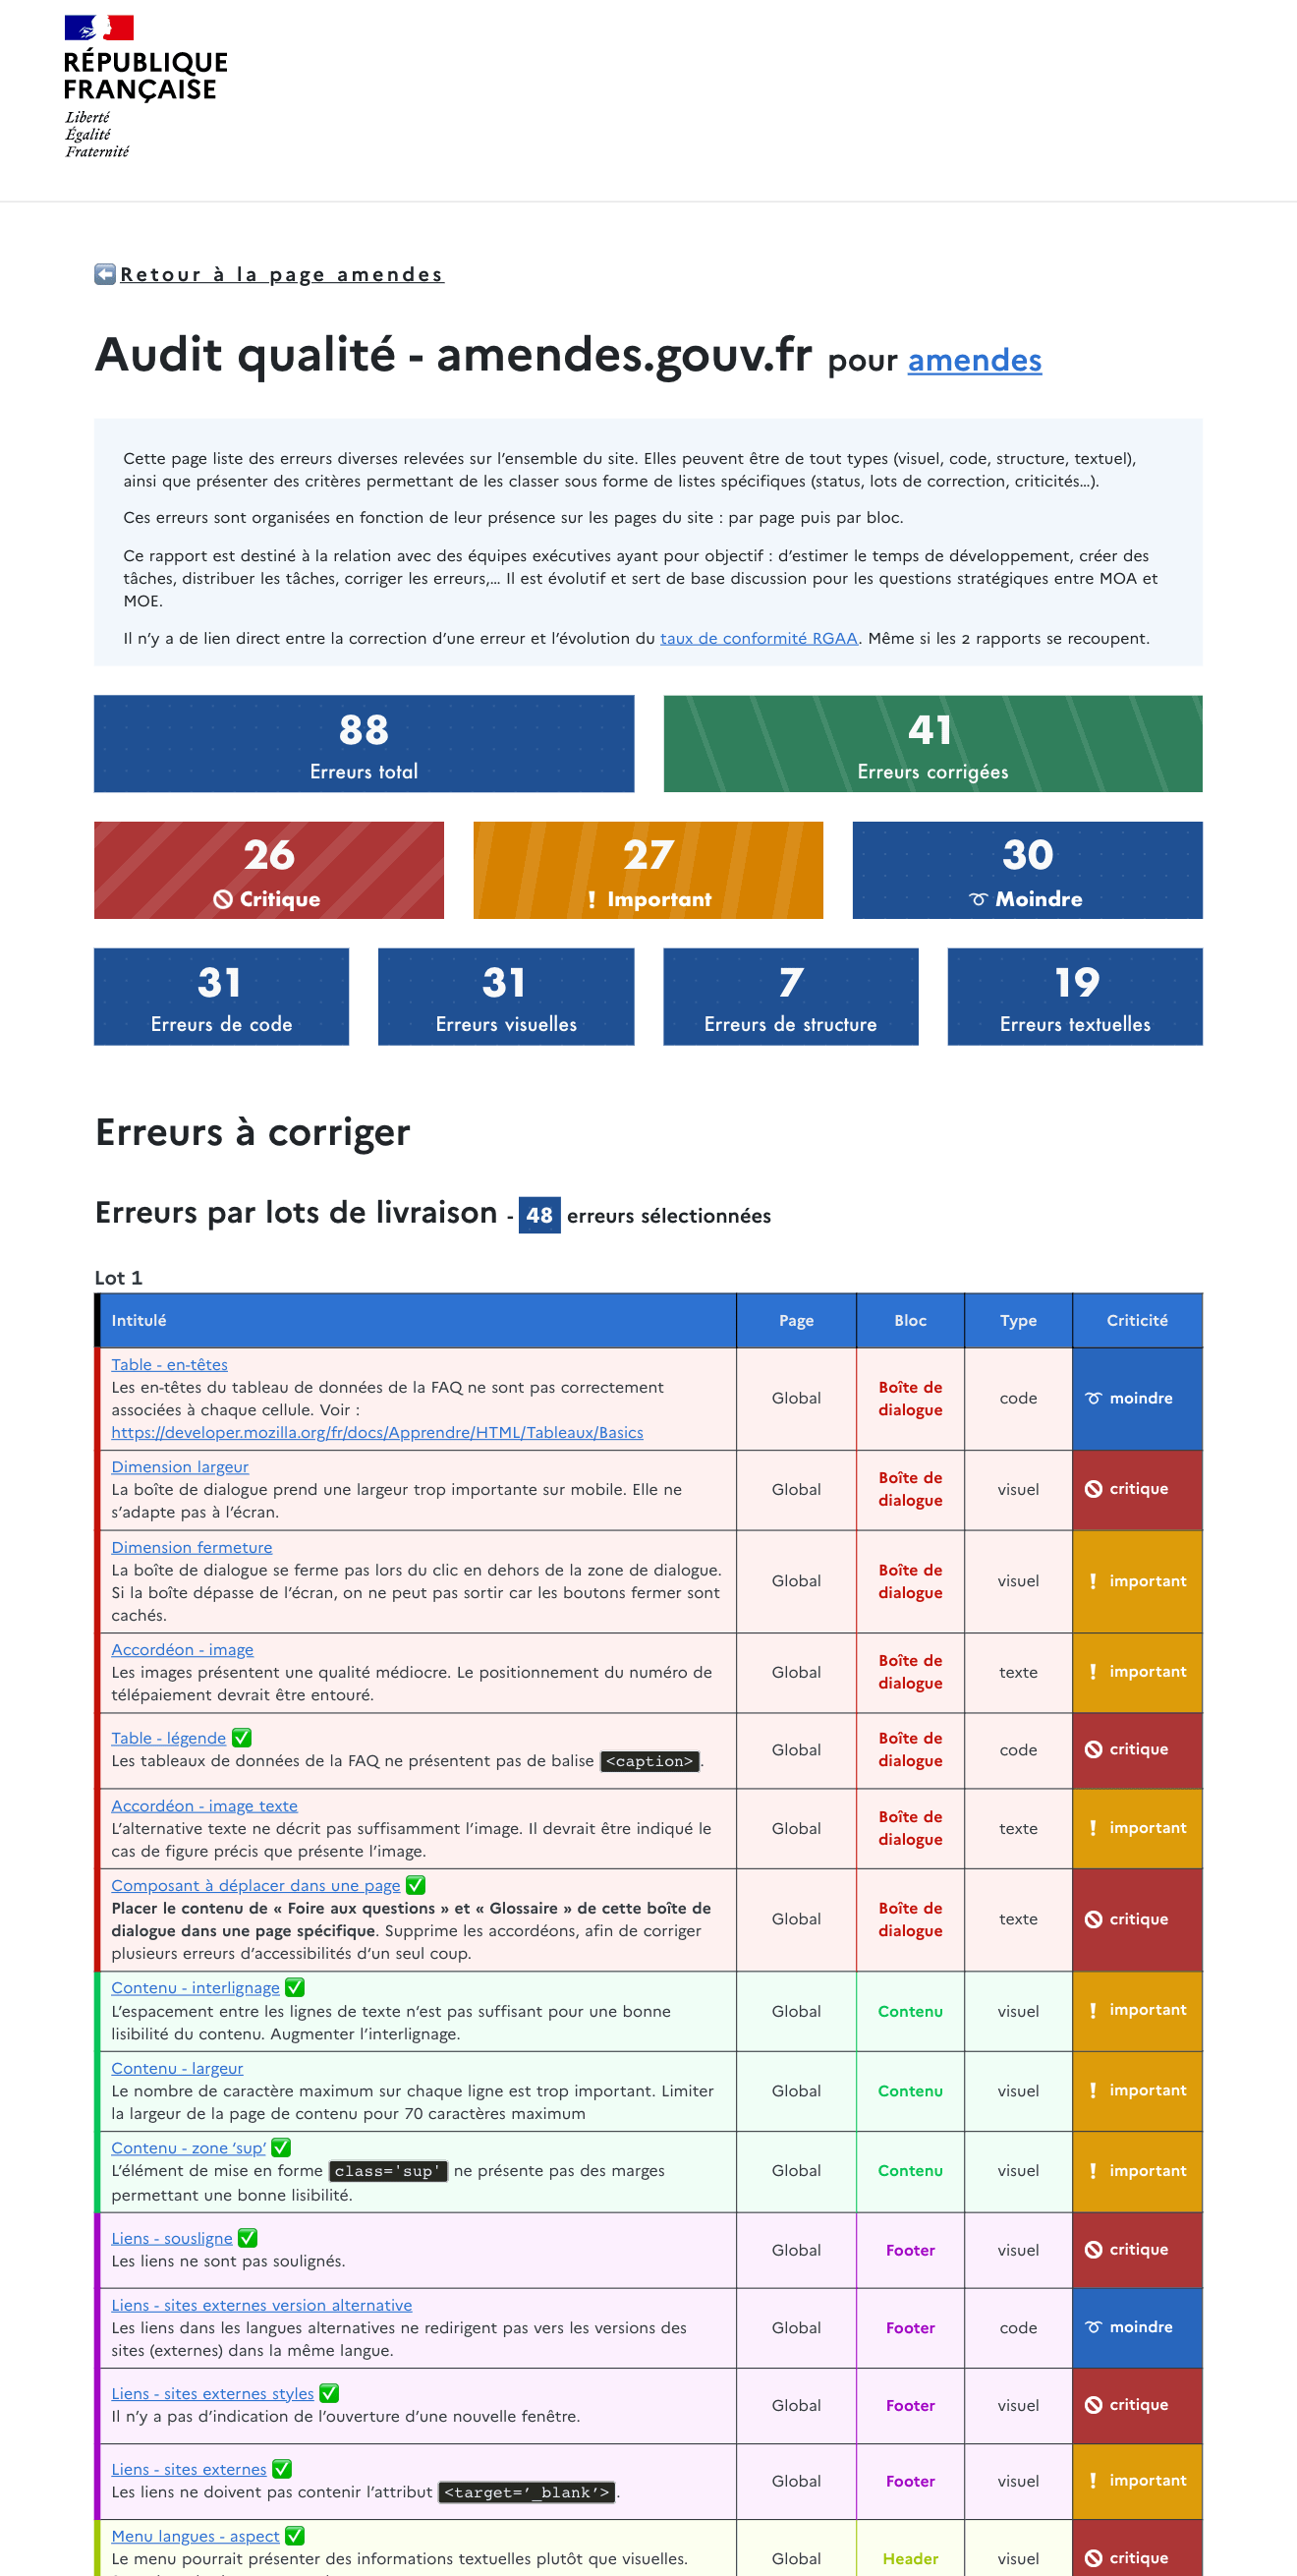 RÉPUBLIQUE
FRANÇAISE
Liberté
Égalité
Fraternité
Retour à la page amendes
Audit qualité - amendes.gouv.fr pour amendes
Cette page liste des erreurs diverses relevées sur l'ensemble du site. Elles peuvent être de tout types (visuel, code, structure, textuel),
ainsi que présenter des critères permettant de les classer sous forme de listes spécifiques (status, lots de correction, criticités...).
Ces erreurs sont organisées en fonction de leur présence sur les pages du site : par page puis par bloc.
Ce rapport est destiné à la relation avec des équipes exécutives ayant pour objectif : d'estimer le temps de développement, créer des
tâches, distribuer les tâches, corriger les erreurs,... Il est évolutif et sert de base discussion pour les questions stratégiques entre MOA et
MOE.
Il n'y a de lien direct entre la correction d'une erreur et l'évolution du taux de conformité RGAA. Même si les 2 rapports se recoupent.
88
Erreurs total
41
Erreurs corrigées
26
Critique
27
! Important
30
Moindre
31
Erreurs de code
31
Erreurs visuelles
7
Erreurs de structure
19
Erreurs textuelles
Erreurs à corriger
Erreurs par lots de livraison - 48 erreurs sélectionnées
Lot 1
Intitulé Page Bloc Type Criticité
Table - en-têtes
Les en-têtes du tableau de données de la FAQ ne sont pas correctement
associées à chaque cellule. Voir :
https://developer.mozilla.org/fr/docs/Apprendre/HTML/Tableaux/Basics
Global
Boîte de
dialogue
code
moindre
Dimension largeur
La boîte de dialogue prend une largeur trop importante sur mobile. Elle ne
s'adapte pas à l'écran.
Global
Boîte de
dialogue
visuel
critique
Dimension fermeture
La boîte de dialogue se ferme pas lors du clic en dehors de la zone de dialogue.
Si la boîte dépasse de l'écran, on ne peut pas sortir car les boutons fermer sont
cachés.
Global
Boîte de
dialogue
visuel
! important
Accordéon - image
Les images présentent une qualité médiocre. Le positionnement du numéro de
télépaiement devrait être entouré.
Global
Boîte de
dialogue
texte
! important
Table - légende ✅
Les tableaux de données de la FAQ ne présentent pas de balise <caption>.
Global
Boîte de
dialogue
code
critique
Accordéon - image texte
L'alternative texte ne décrit pas suffisamment l'image. Il devrait être indiqué le
cas de figure précis que présente l'image.
Global
Boîte de
dialogue
texte
! important
Composant à déplacer dans une page ✅
Placer le contenu de « Foire aux questions » et « Glossaire » de cette boîte de
dialogue dans une page spécifique. Supprime les accordéons, afin de corriger
plusieurs erreurs d'accessibilités d'un seul coup.
Global
Boîte de
dialogue
texte
critique
Contenu - interlignage ✅
L'espacement entre les lignes de texte n'est pas suffisant pour une bonne
lisibilité du contenu. Augmenter l'interlignage.
Global
Contenu
visuel
! important
Contenu - largeur
Le nombre de caractère maximum sur chaque ligne est trop important. Limiter
la largeur de la page de contenu pour 70 caractères maximum
Global
Contenu
visuel
! important
Contenu - zone 'sup' ✅
L'élément de mise en forme class='sup' ne présente pas des marges
permettant une bonne lisibilité.
Global
Contenu
visuel
! important
Liens - sousligne ✅
Les liens ne sont pas soulignés.
Global
Footer
visuel
critique
Liens - sites externes version alternative
Les liens dans les langues alternatives ne redirigent pas vers les versions des
sites (externes) dans la même langue.
Global
Footer
code
moindre
Liens - sites externes styles ✅
Il n'y a pas d'indication de l'ouverture d'une nouvelle fenêtre.
Global
Footer
visuel
critique
Liens - sites externes ✅
Les liens ne doivent pas contenir l'attribut <target='_blank'>.
Global
Footer
visuel
! important
Menu langues - aspect ✅
Le menu pourrait présenter des informations textuelles plutôt que visuelles.
Global
Header
visuel
critique